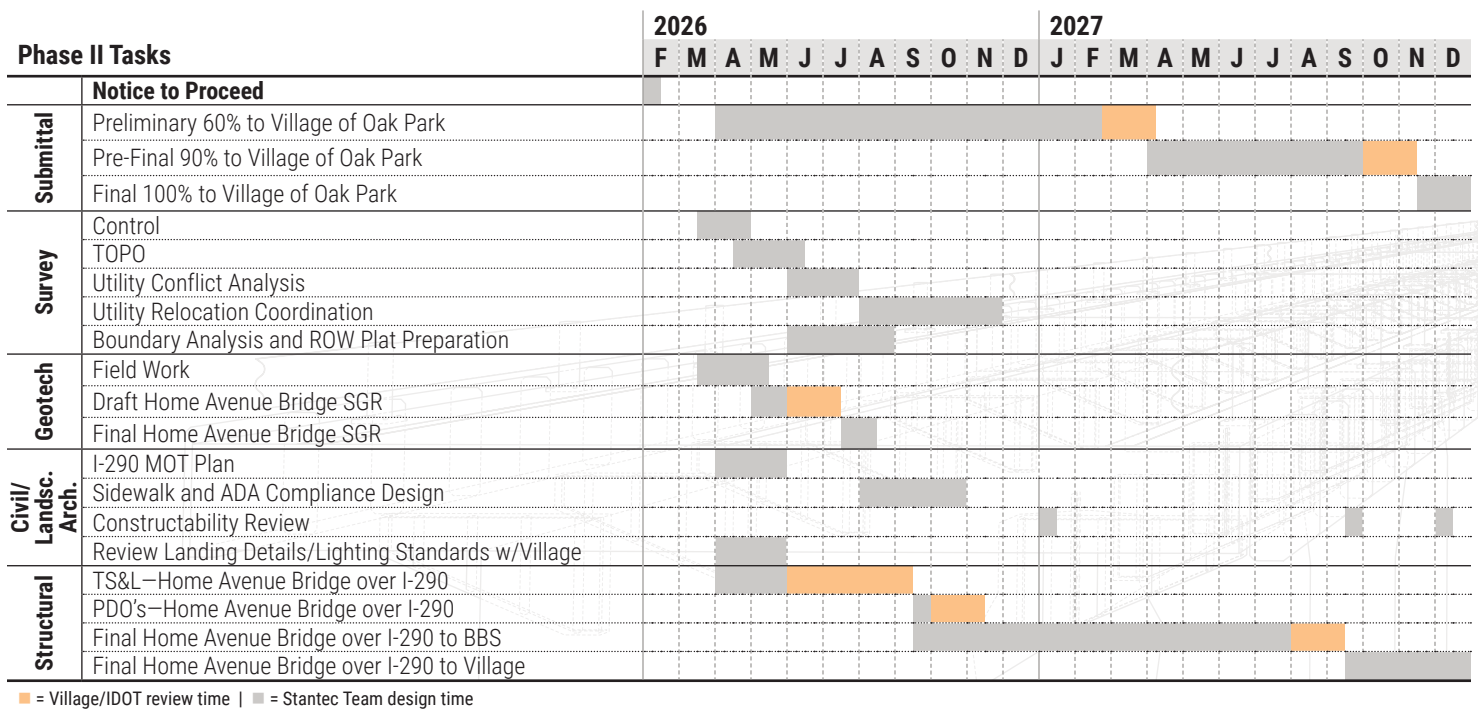 2026 2027
Phase II Tasks F M A M J J A S O N D J F M A M J J A S O N D
Notice to Proceed
Submittal
Preliminary 60% to Village of Oak Park
Pre-Final 90% to Village of Oak Park
Final 100% to Village of Oak Park
Survey
Control
TOPO
Utility Conflict Analysis
Utility Relocation Coordination
Boundary Analysis and ROW Plat Preparation
Geotech
Field Work
Draft Home Avenue Bridge SGR
Final Home Avenue Bridge SGR
Civil/
Landsc.
Arch.
I-290 MOT Plan
Sidewalk and ADA Compliance Design
Constructability Review
Review Landing Details/Lighting Standards w/Village
Structural
TS&L—Home Avenue Bridge over I-290
PDO's—Home Avenue Bridge over I-290
Final Home Avenue Bridge over I-290 to BBS
Final Home Avenue Bridge over I-290 to Village
= Village/IDOT review time | = Stantec Team design time